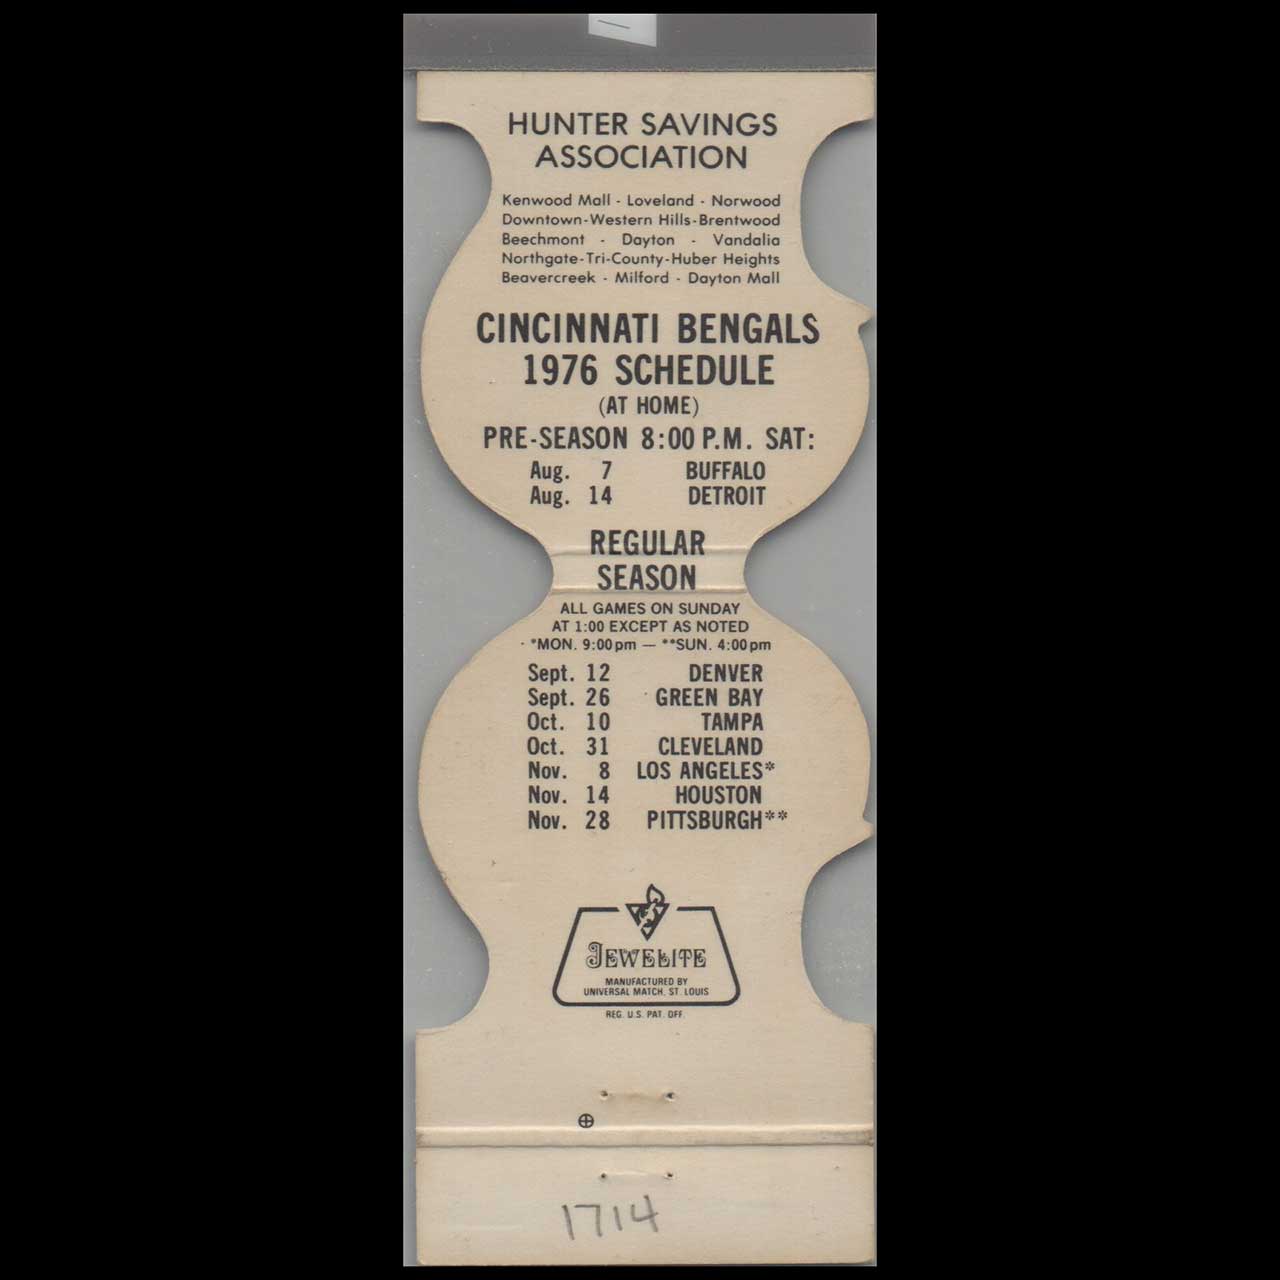 HUNTER SAVINGS
ASSOCIATION
Kenwood Mall - Loveland - Norwood
Downtown-Western Hills-Brentwood
Beechmont - Dayton - Vandalia
Northgate-Tri-County-Huber Heights
Beavercreek - Milford - Dayton Mall
CINCINNATI BENGALS
1976 SCHEDULE
(AT HOME)
PRE-SEASON 8:00 P.M. SAT:
Aug. 7 BUFFALO
Aug. 14 DETROIT
REGULAR
SEASON
ALL GAMES ON SUNDAY
AT 1:00 EXCEPT AS NOTED
*MON. 9:00pm — **SUN. 4:00pm
Sept. 12 DENVER
Sept. 26 GREEN BAY
Oct. 10 TAMPA
Oct. 31 CLEVELAND
Nov. 8 LOS ANGELES*
Nov. 14 HOUSTON
Nov. 28 PITTSBURGH**
JEWELITE
MANUFACTURED BY
UNIVERSAL MATCH, ST. LOUIS
REG. U.S. PAT. OFF.
1714